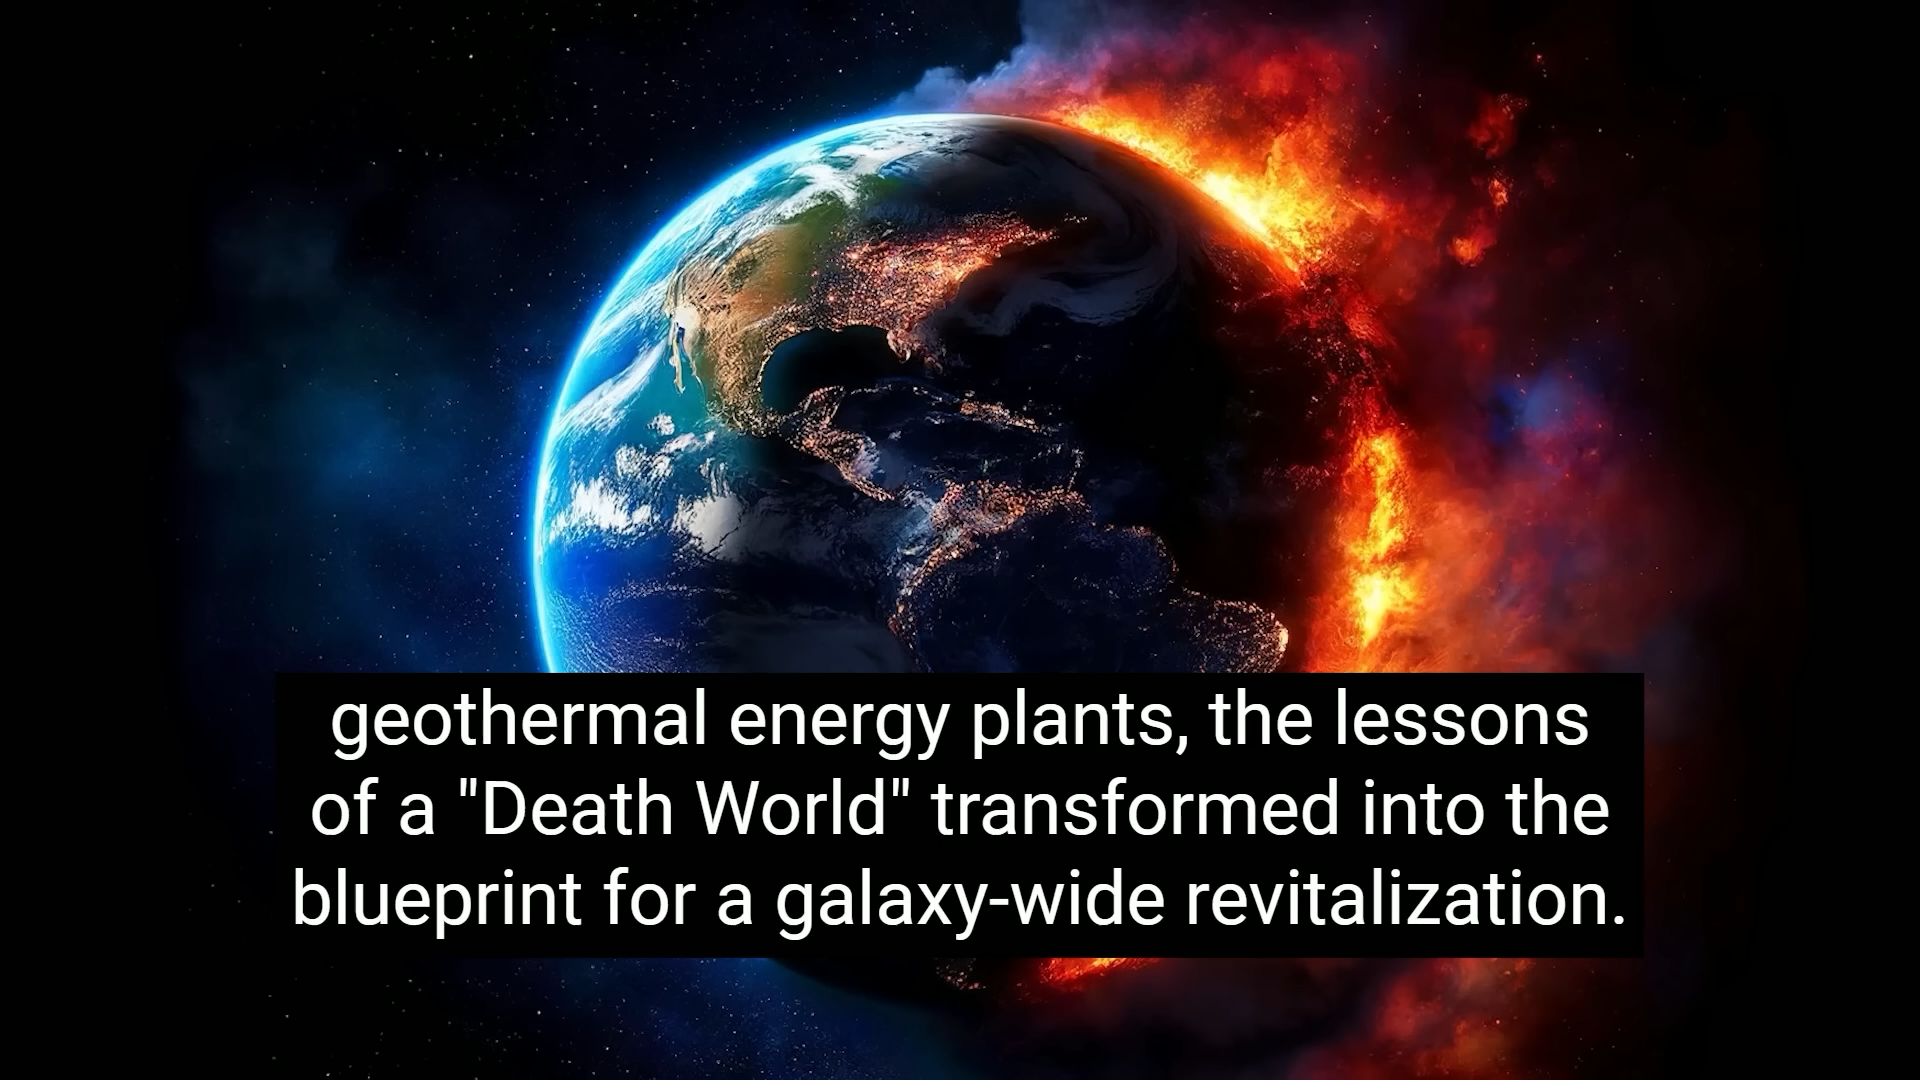 geothermal energy plants, the lessons
of a "Death World" transformed into the
blueprint for a galaxy-wide revitalization.